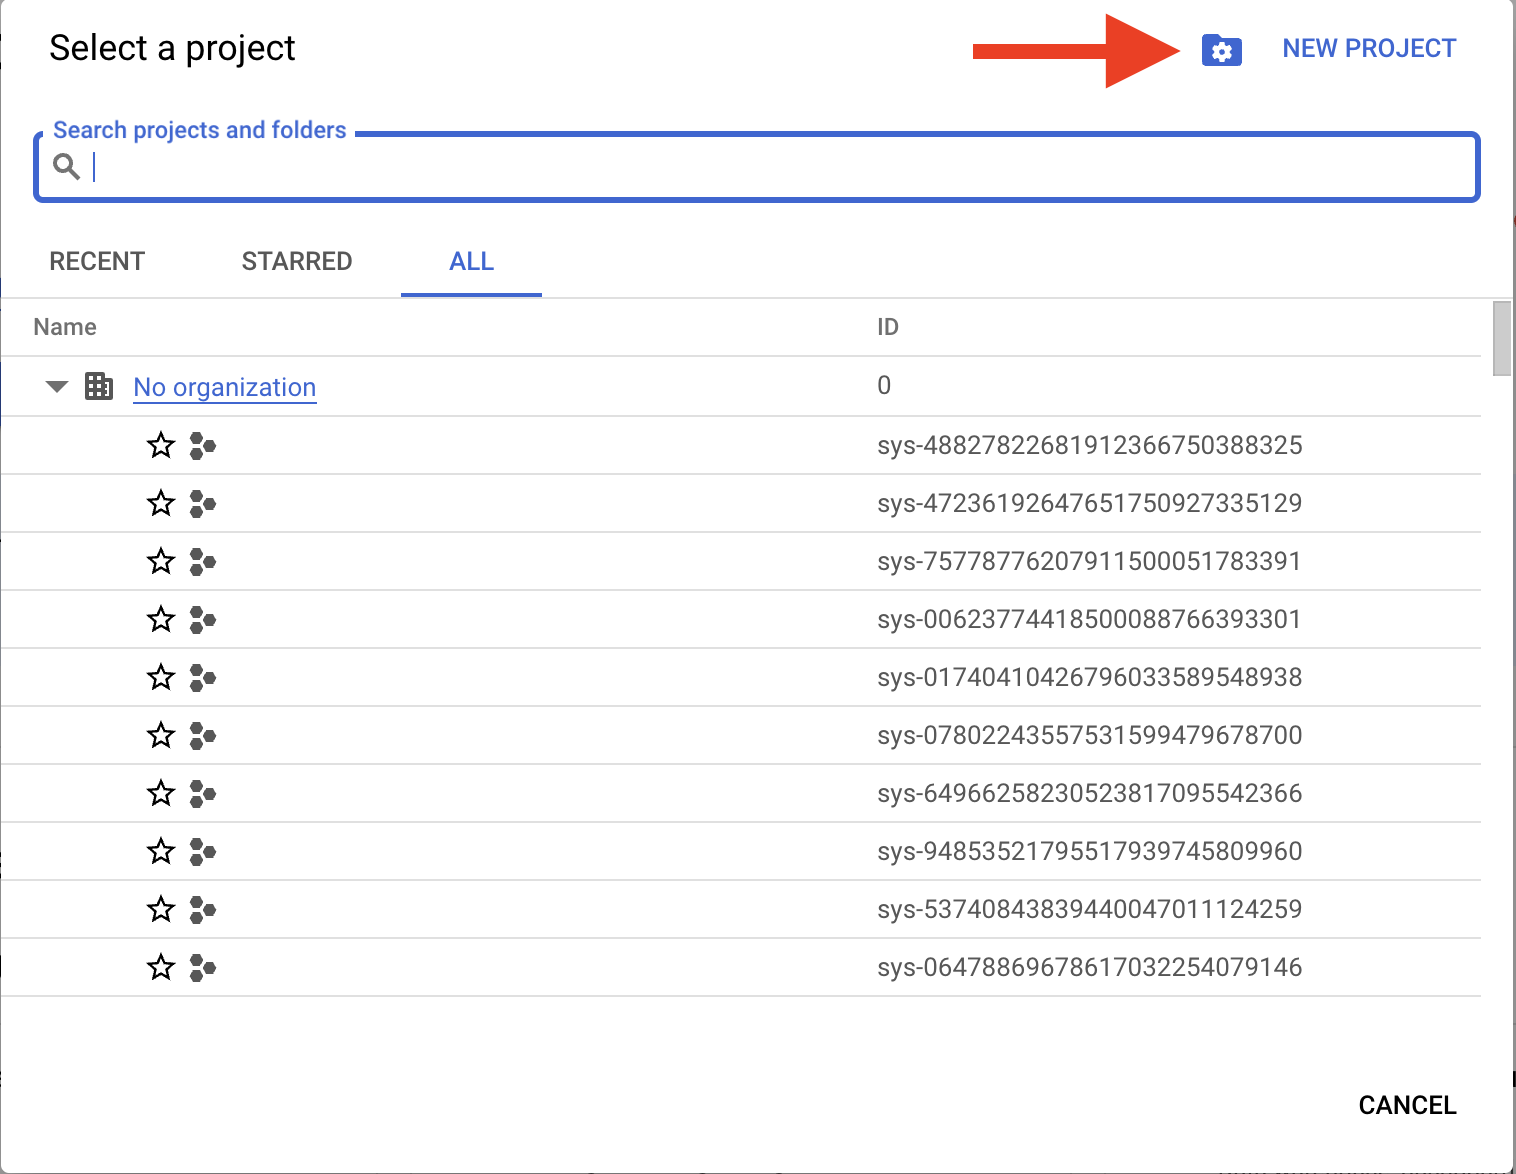 Select a project
NEW PROJECT
Search projects and folders
RECENT STARRED ALL
Name ID
No organization 0
sys-48827822681912366750388325
sys-47236192647651750927335129
sys-75778776207911500051783391
sys-00623774418500088766393301
sys-01740410426796033589548938
sys-07802243557531599479678700
sys-64966258230523817095542366
sys-94853521795517939745809960
sys-53740843839440047011124259
sys-06478869678617032254079146
CANCEL